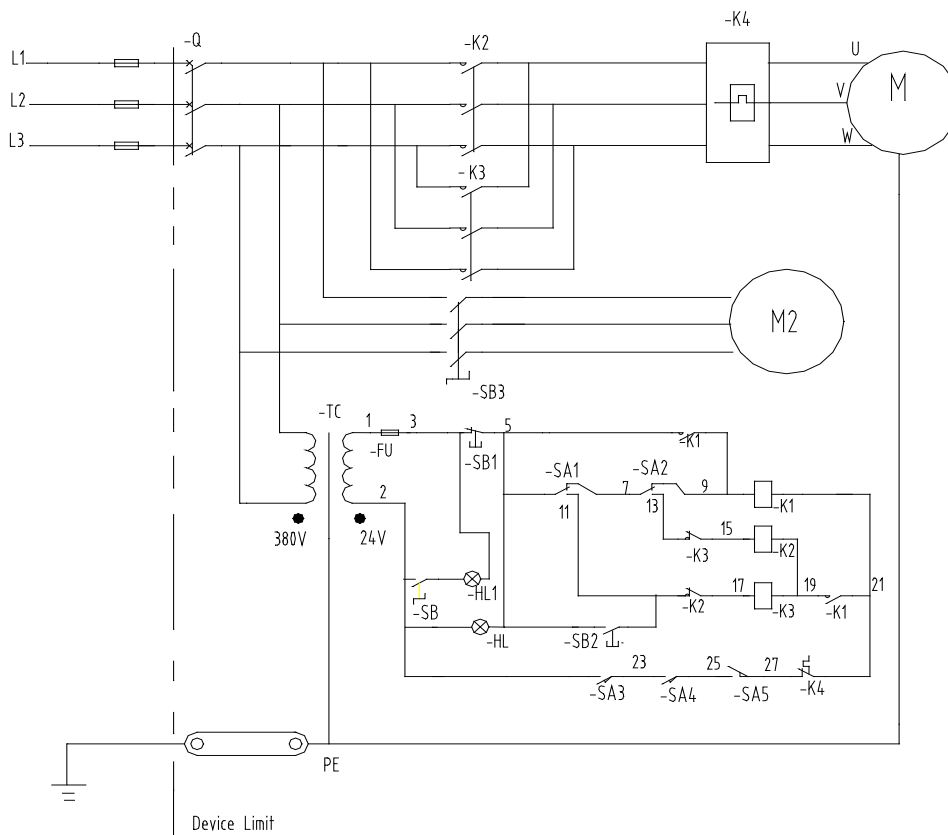 -K4
-Q
-K2
U
L1
M
V
L2
W
L3
-K3
M2
-SB3
-TC
1
3
5
-FU
-SB1
-K1
-SA1
-SA2
2
7
9
11
13
-K1
380V
24V
15
-K3
-K2
17
19
21
-HL1
-K2
-K3
-K1
-SB
-SB2
-HL
23
25
27
-SA3
-SA4
-SA5
-K4
PE
Device Limit